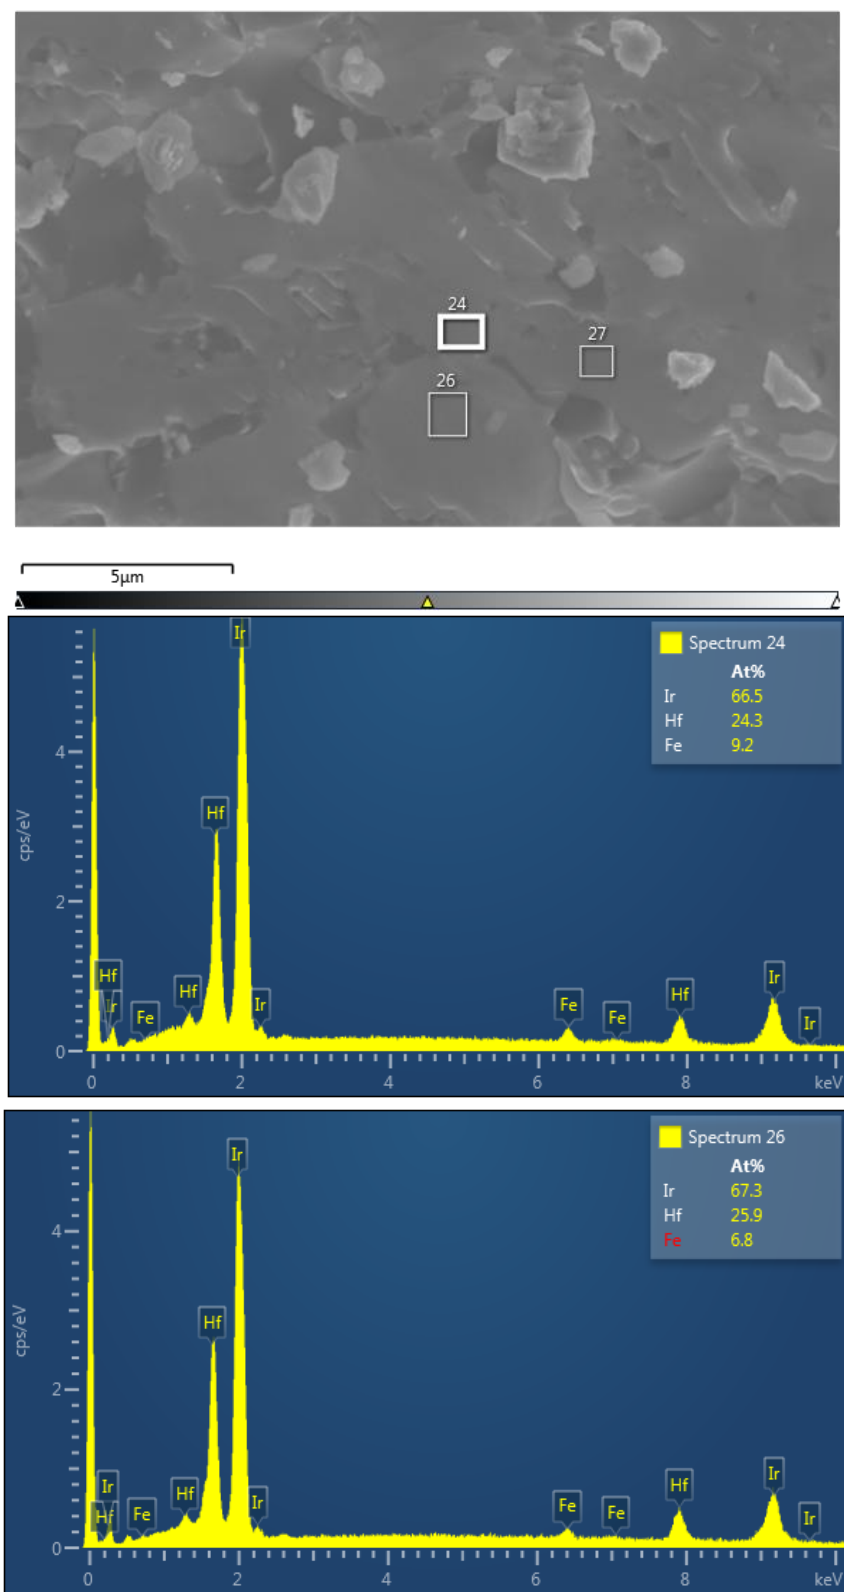 24
27
26
5μm
Ir
Spectrum 24
At%
Ir 66.5
Hf 24.3
Fe 9.2
4
Hf
cps/eV
2
Hf
Ir
Fe
Hf
Ir
Fe
Fe
Hf
Ir
Ir
0
0 2 4 6 8 keV
Spectrum 26
At%
Ir 67.3
Hf 25.9
Fe 6.8
Ir
4
Hf
cps/eV
2
Ir
Hf
Fe
Hf
Ir
Fe
Fe
Hf
Ir
Ir
0
0 2 4 6 8 keV